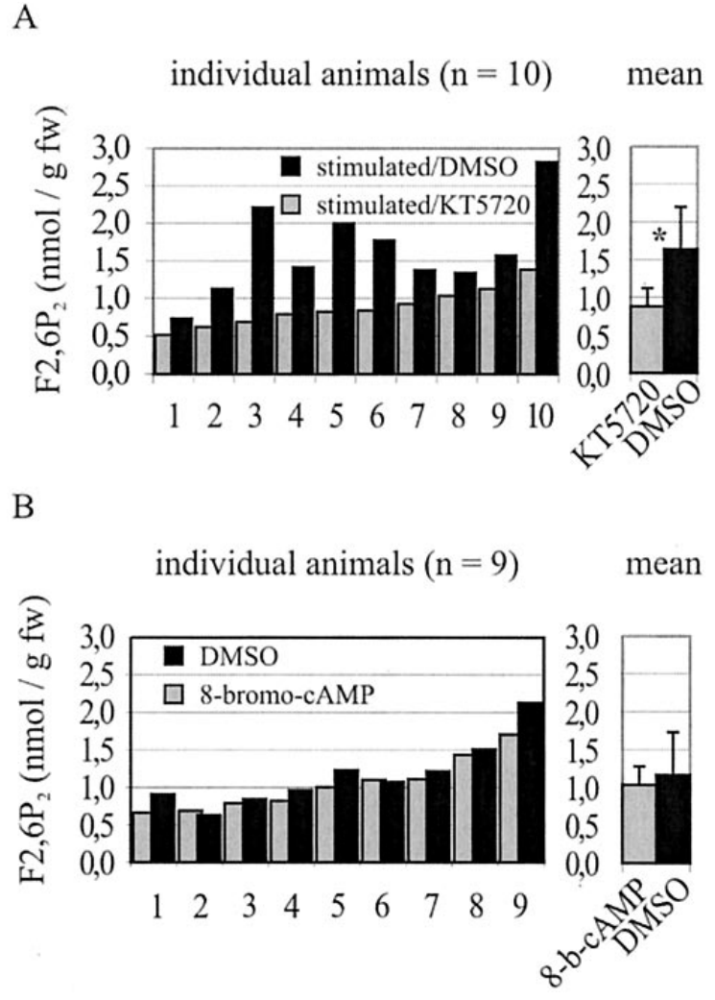 A
individual animals (n = 10)
mean
F2,6P₂ (nmol / g fw)
3,0
2,5
2,0
1,5
1,0
0,5
0,0
stimulated/DMSO
stimulated/KT5720
1 2 3 4 5 6 7 8 9 10
3,0
2,5
2,0
1,5
1,0
0,5
0,0
*
KT5720
DMSO
B
individual animals (n = 9)
mean
F2,6P₂ (nmol / g fw)
3,0
2,5
2,0
1,5
1,0
0,5
0,0
DMSO
8-bromo-cAMP
1 2 3 4 5 6 7 8 9
3,0
2,5
2,0
1,5
1,0
0,5
0,0
8-b-cAMP
DMSO